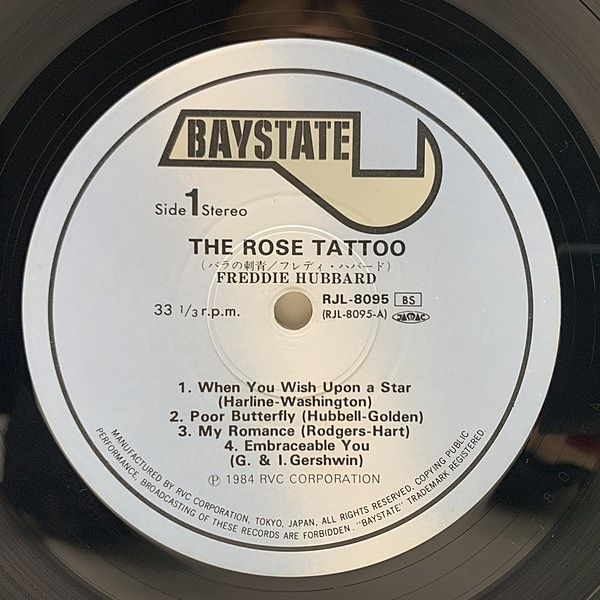 BAYSTATE
Side 1 Stereo
THE ROSE TATTOO
(バラの刺青/フレディ・ハバード)
FREDDIE HUBBARD
33 1/3 r.p.m.
RJL-8095 BS
(RJL-8095-A) JASRAC
1. When You Wish Upon a Star
(Harline-Washington)
2. Poor Butterfly (Hubbell-Golden)
3. My Romance (Rodgers-Hart)
4. Embraceable You
(G. & I. Gershwin)
Ⓟ 1984 RVC CORPORATION
MANUFACTURED BY RVC CORPORATION, TOKYO, JAPAN, ALL RIGHTS RESERVED, COPYING PUBLIC
PERFORMANCE, BROADCASTING OF THESE RECORDS ARE FORBIDDEN. "BAYSTATE" TRADEMARK REGISTERED.